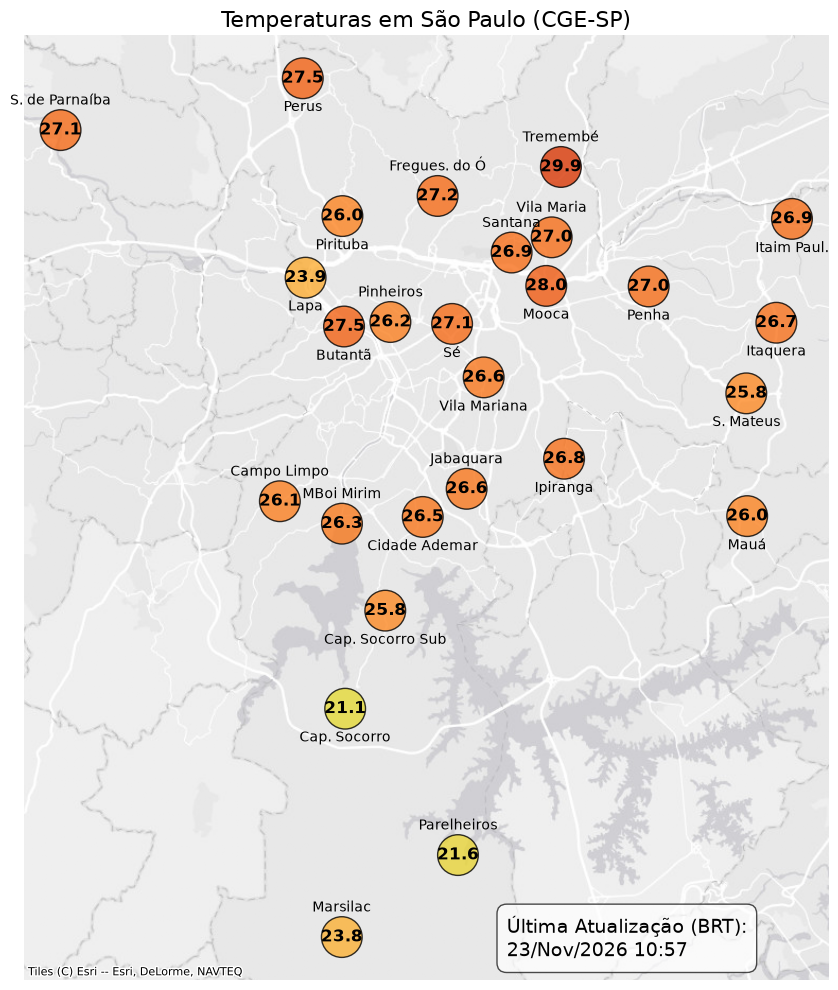 Temperaturas em São Paulo (CGE-SP)
27.5
Perus
S. de Parnaíba
27.1
Tremembé
29.9
Fregues. do Ó
27.2
26.0
Pirituba
Vila Maria
27.0
Santana
26.9
26.9
Itaim Paul.
23.9
Lapa
28.0
Mooca
27.0
Penha
Pinheiros
26.2
27.5
Butantã
27.1
Sé
26.7
Itaquera
26.6
Vila Mariana
25.8
S. Mateus
26.8
Ipiranga
Jabaquara
26.6
Campo Limpo
26.1
MBoi Mirim
26.3
26.5
Cidade Ademar
26.0
Mauá
25.8
Cap. Socorro Sub
21.1
Cap. Socorro
Parelheiros
21.6
Marsilac
23.8
Última Atualização (BRT):
23/Nov/2026 10:57
Tiles (C) Esri -- Esri, DeLorme, NAVTEQ